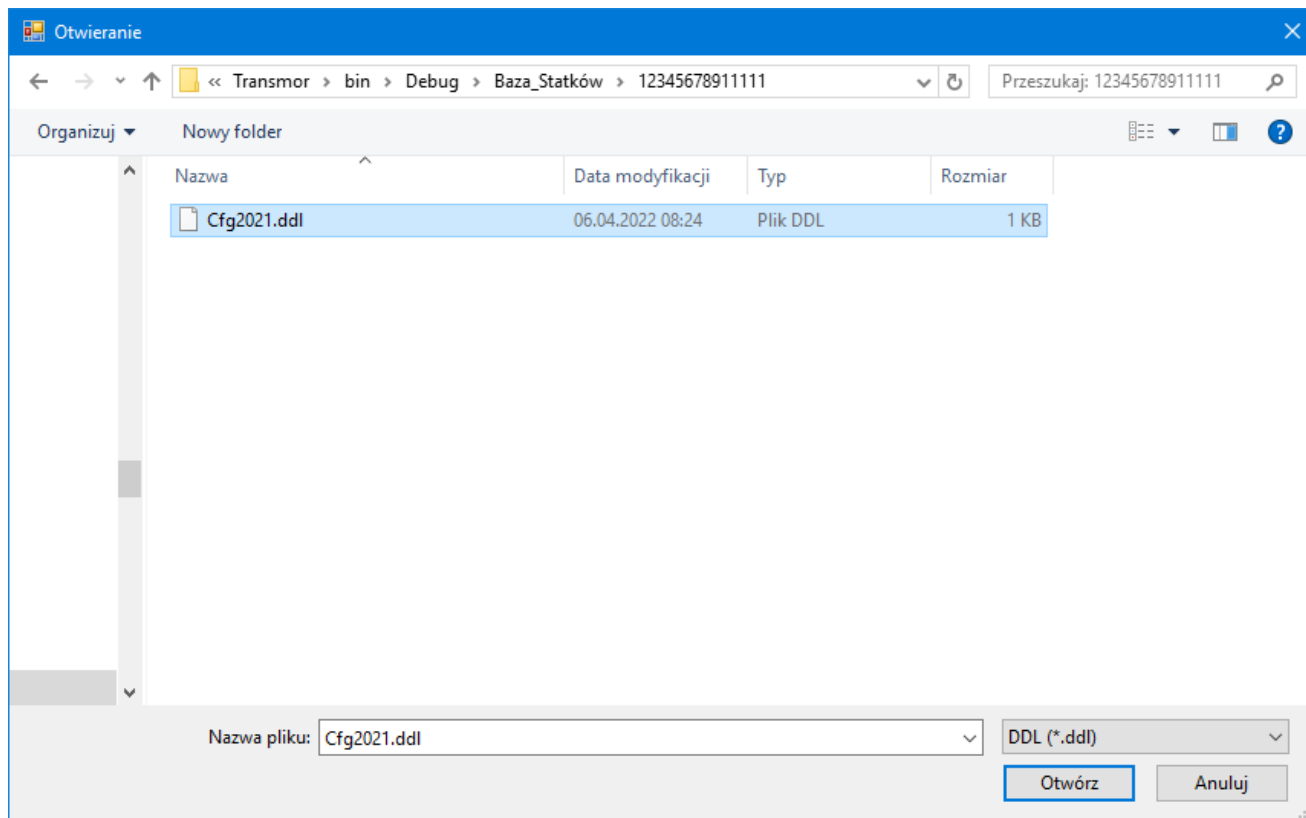 Otwieranie
« Transmor > bin > Debug > Baza_Statków > 12345678911111 Przeszukaj: 12345678911111
Organizuj Nowy folder
Nazwa Data modyfikacji Typ Rozmiar
Cfg2021.ddl 06.04.2022 08:24 Plik DDL 1 KB
Nazwa pliku: Cfg2021.ddl DDL (*.ddl)
Otwórz Anuluj